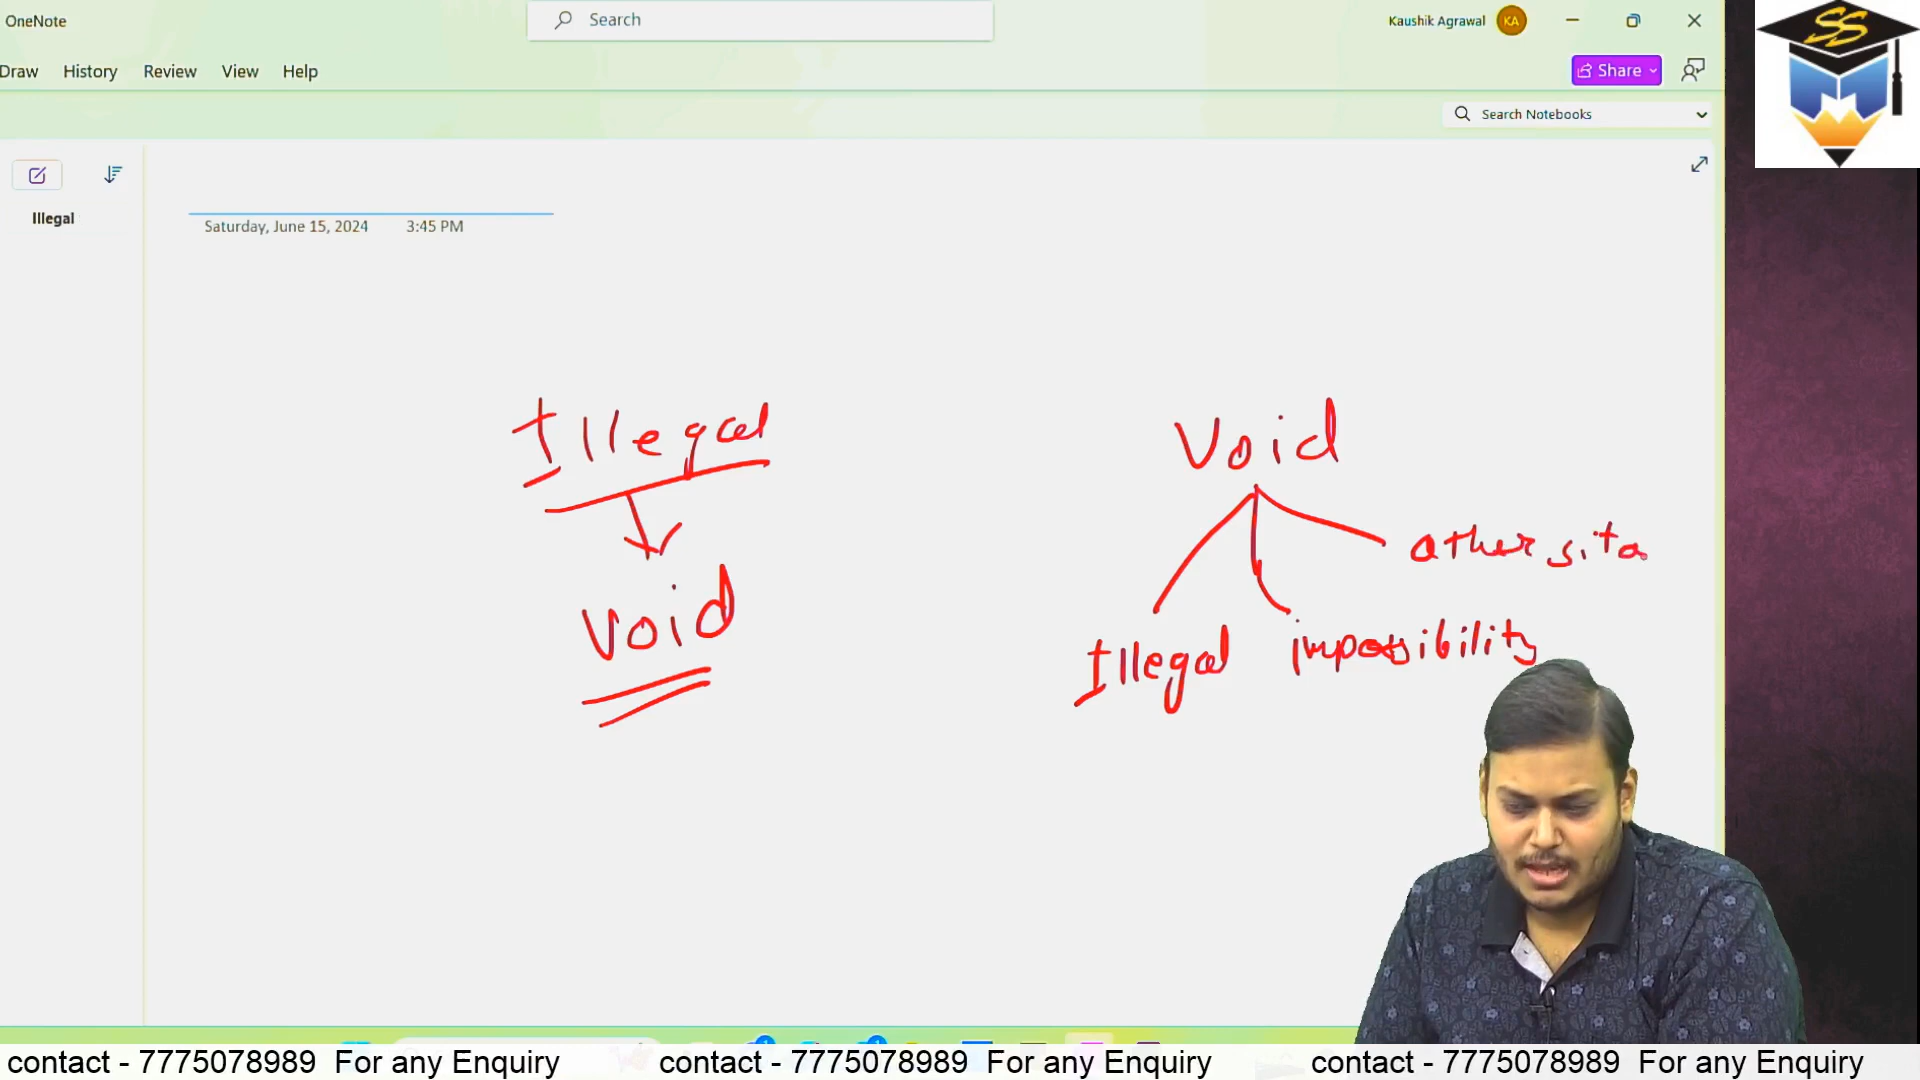 OneNote
Search
Kaushik Agrawal KA
SS
Draw History Review View Help
Share
Search Notebooks
Illegal
Saturday, June 15, 2024 3:45 PM
Illegal
Void
Void
other situ
Illegal
impossibility
contact - 7775078989 For any Enquiry contact - 7775078989 For any Enquiry contact - 7775078989 For any Enquiry